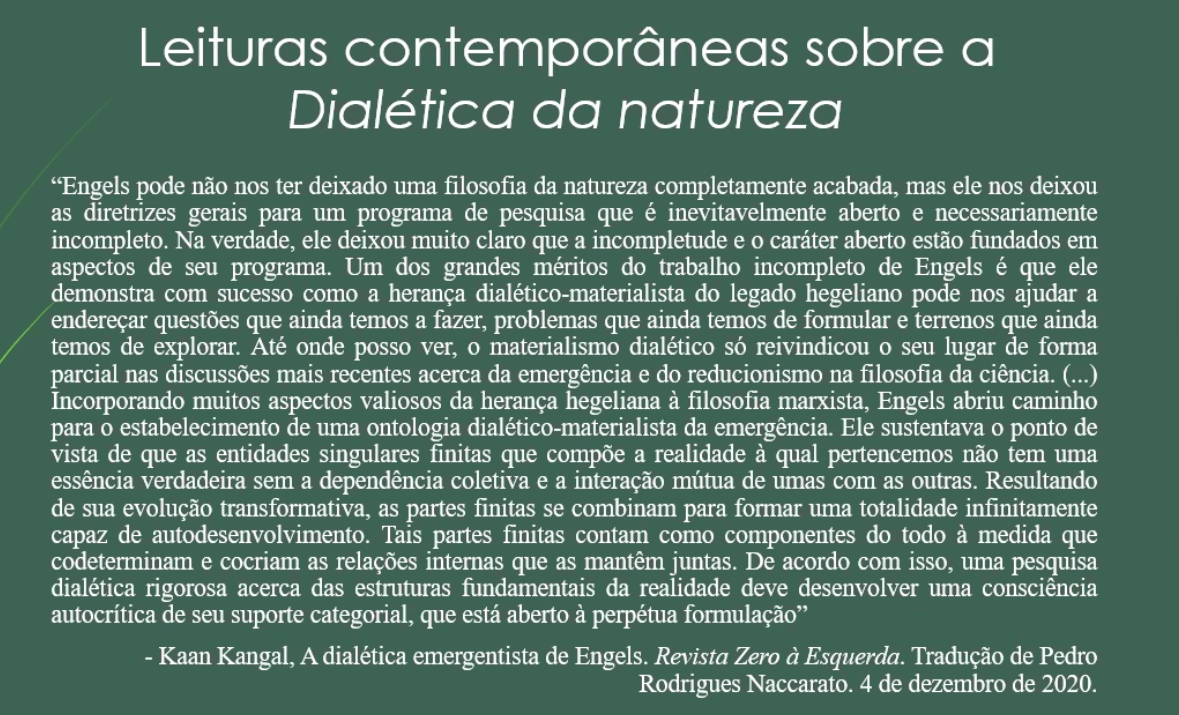 Leituras contemporâneas sobre a
Dialética da natureza
“Engels pode não nos ter deixado uma filosofia da natureza completamente acabada, mas ele nos deixou
as diretrizes gerais para um programa de pesquisa que é inevitavelmente aberto e necessariamente
incompleto. Na verdade, ele deixou muito claro que a incompletude e o caráter aberto estão fundados em
aspectos de seu programa. Um dos grandes méritos do trabalho incompleto de Engels é que ele
demonstra com sucesso como a herança dialético-materialista do legado hegeliano pode nos ajudar a
endereçar questões que ainda temos a fazer, problemas que ainda temos de formular e terrenos que ainda
temos de explorar. Até onde posso ver, o materialismo dialético só reivindicou o seu lugar de forma
parcial nas discussões mais recentes acerca da emergência e do reducionismo na filosofia da ciência. (...)
Incorporando muitos aspectos valiosos da herança hegeliana à filosofia marxista, Engels abriu caminho
para o estabelecimento de uma ontologia dialético-materialista da emergência. Ele sustentava o ponto de
vista de que as entidades singulares finitas que compõe a realidade à qual pertencemos não tem uma
essência verdadeira sem a dependência coletiva e a interação mútua de umas com as outras. Resultando
de sua evolução transformativa, as partes finitas se combinam para formar uma totalidade infinitamente
capaz de autodesenvolvimento. Tais partes finitas contam como componentes do todo à medida que
codeterminam e cocriam as relações internas que as mantêm juntas. De acordo com isso, uma pesquisa
dialética rigorosa acerca das estruturas fundamentais da realidade deve desenvolver uma consciência
autocrítica de seu suporte categorial, que está aberto à perpétua formulação”
- Kaan Kangal, A dialética emergentista de Engels. Revista Zero à Esquerda. Tradução de Pedro
Rodrigues Naccarato. 4 de dezembro de 2020.